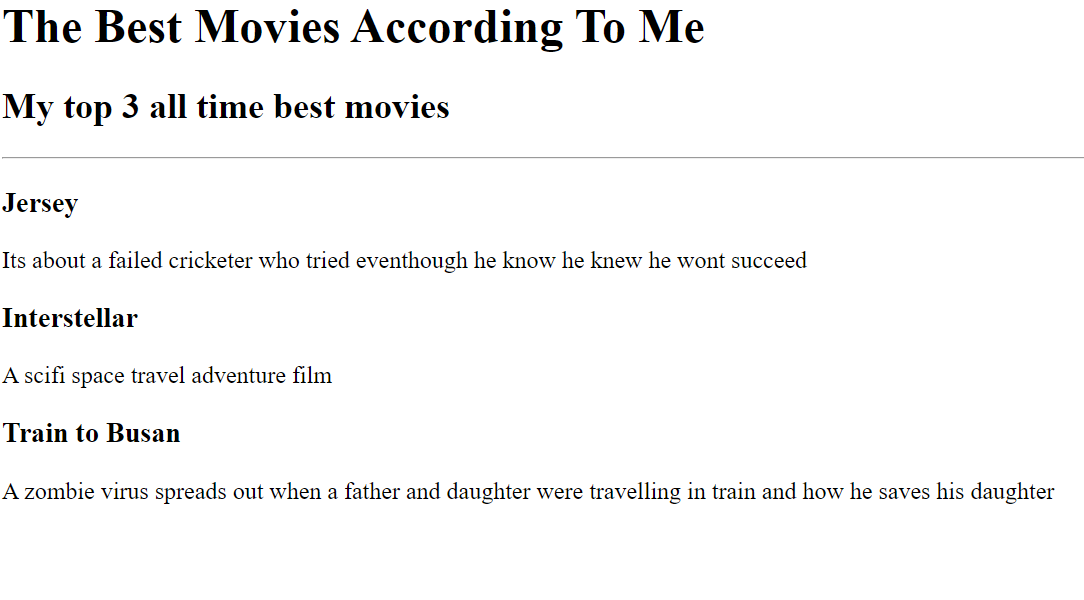 The Best Movies According To Me
My top 3 all time best movies
Jersey
Its about a failed cricketer who tried eventhough he know he knew he wont succeed
Interstellar
A scifi space travel adventure film
Train to Busan
A zombie virus spreads out when a father and daughter were travelling in train and how he saves his daughter